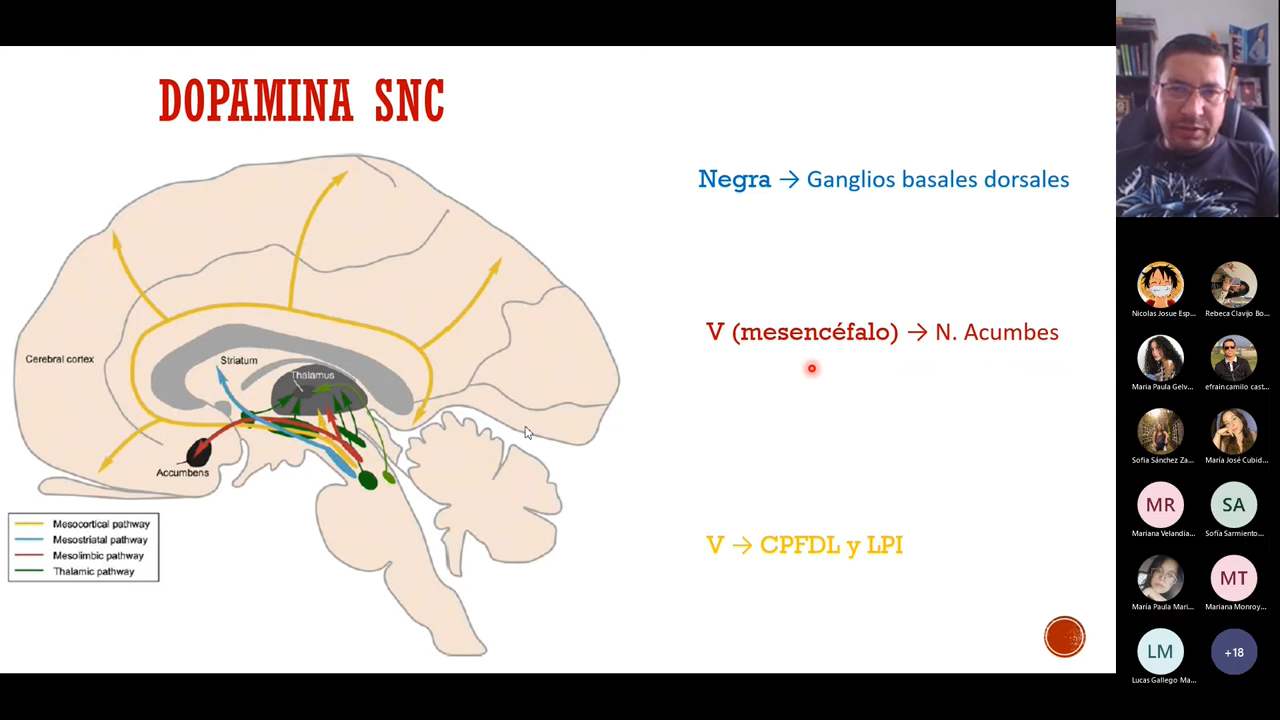 DOPAMINA SNC
Negra → Ganglios basales dorsales
V (mesencéfalo) → N. Acumbes
V → CPFDL y LPI
Cerebral cortex
Striatum
Thalamus
Accumbens
Mesocortical pathway
Mesostriatal pathway
Mesolimbic pathway
Thalamic pathway
Nicolas Josue Esp...
Rebeca Clavijo Bo...
Maria Paula Gelv...
efrain camilo cast...
Sofia Sánchez Za...
María José Cubid...
MR
SA
Mariana Velandia...
Sofía Sarmiento...
MT
María Paula Mari...
Mariana Monroy...
LM
+18
Lucas Gallego Ma...